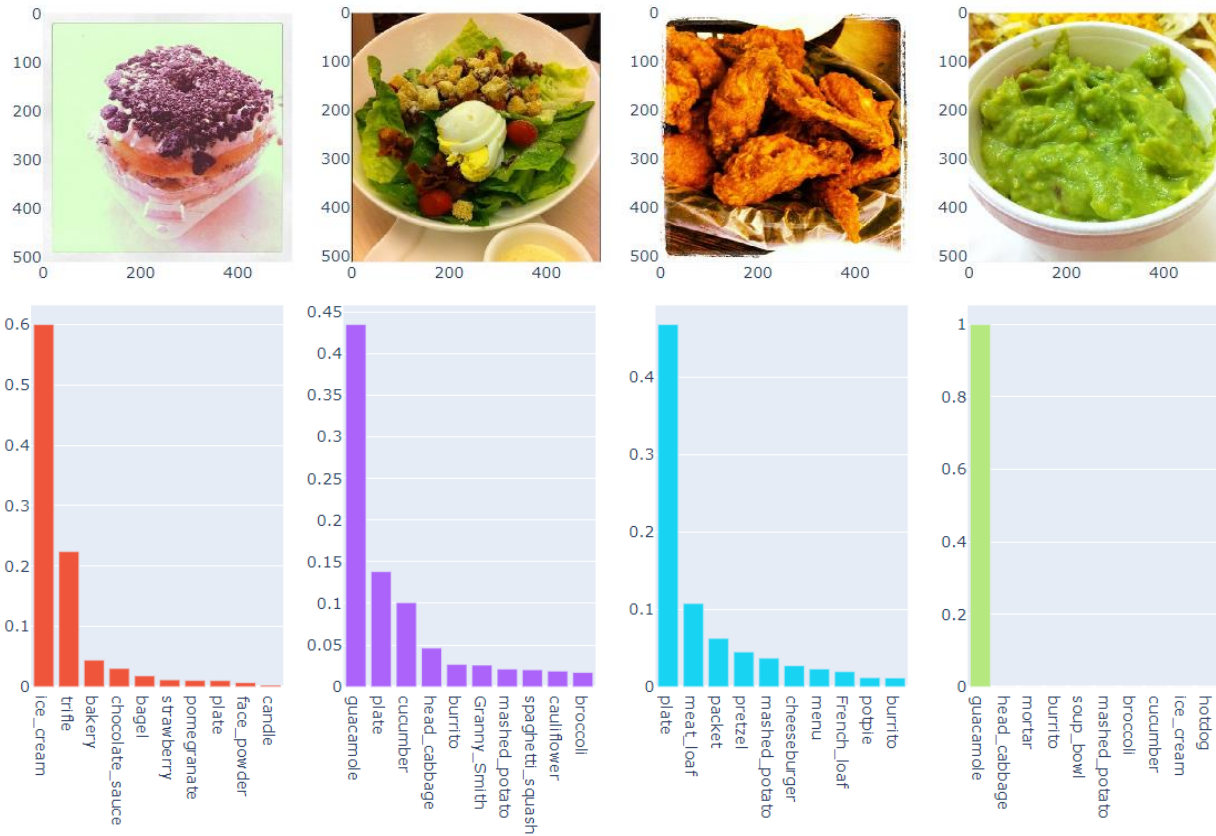 0
100
200
300
400
500
0 200 400
0
100
200
300
400
500
0 200 400
0
100
200
300
400
500
0 200 400
0
100
200
300
400
500
0 200 400
0.6
0.5
0.4
0.3
0.2
0.1
0
ice_cream
trifle
bakery
chocolate_sauce
bagel
strawberry
pomegranate
plate
face_powder
candle
0.45
0.4
0.35
0.3
0.25
0.2
0.15
0.1
0.05
0
guacamole
plate
cucumber
head_cabbage
burrito
Granny_Smith
mashed_potato
spaghetti_squash
cauliflower
broccoli
0.4
0.3
0.2
0.1
0
plate
meat_loaf
packet
pretzel
mashed_potato
cheeseburger
menu
French_loaf
potpie
burrito
1
0.8
0.6
0.4
0.2
0
guacamole
head_cabbage
mortar
burrito
soup_bowl
mashed_potato
broccoli
cucumber
ice_cream
hotdog